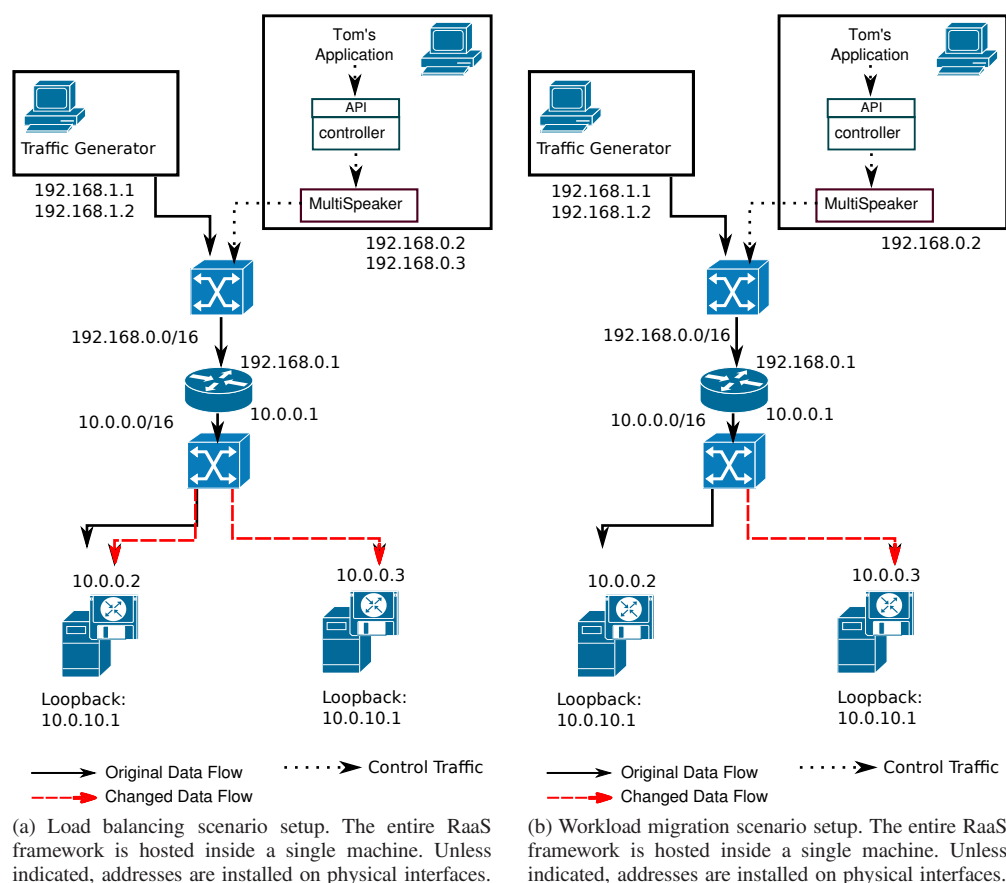 Tom's
Application
API
controller
MultiSpeaker
Traffic Generator
192.168.1.1
192.168.1.2
192.168.0.2
192.168.0.3
192.168.0.0/16
192.168.0.1
10.0.0.0/16
10.0.0.1
10.0.0.2
10.0.0.3
Loopback:
10.0.10.1
Loopback:
10.0.10.1
Original Data Flow
Control Traffic
Changed Data Flow
(a) Load balancing scenario setup. The entire RaaS
framework is hosted inside a single machine. Unless
indicated, addresses are installed on physical interfaces.
Tom's
Application
API
controller
MultiSpeaker
Traffic Generator
192.168.1.1
192.168.1.2
192.168.0.2
192.168.0.0/16
192.168.0.1
10.0.0.0/16
10.0.0.1
10.0.0.2
10.0.0.3
Loopback:
10.0.10.1
Loopback:
10.0.10.1
Original Data Flow
Control Traffic
Changed Data Flow
(b) Workload migration scenario setup. The entire RaaS
framework is hosted inside a single machine. Unless
indicated, addresses are installed on physical interfaces.